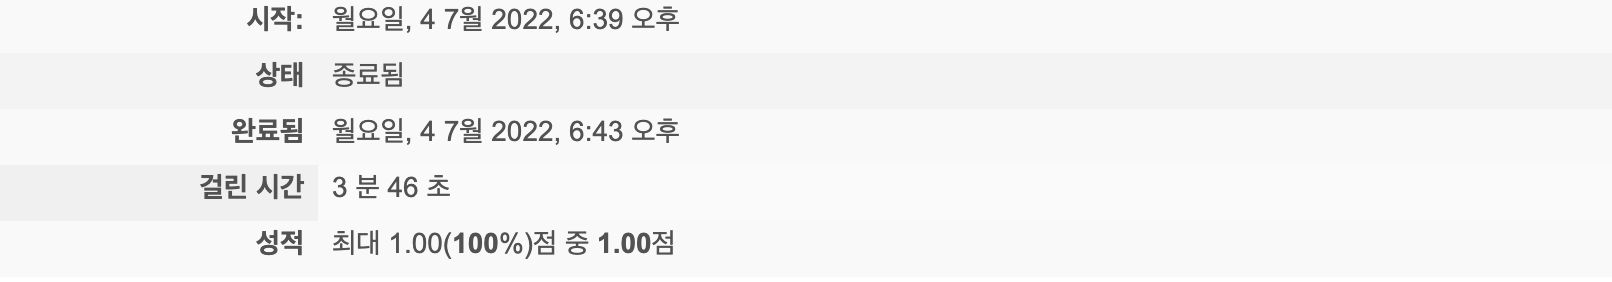 시작: 월요일, 4 7월 2022, 6:39 오후
상태 종료됨
완료됨 월요일, 4 7월 2022, 6:43 오후
걸린 시간 3 분 46 초
성적 최대 1.00(100%)점 중 1.00점